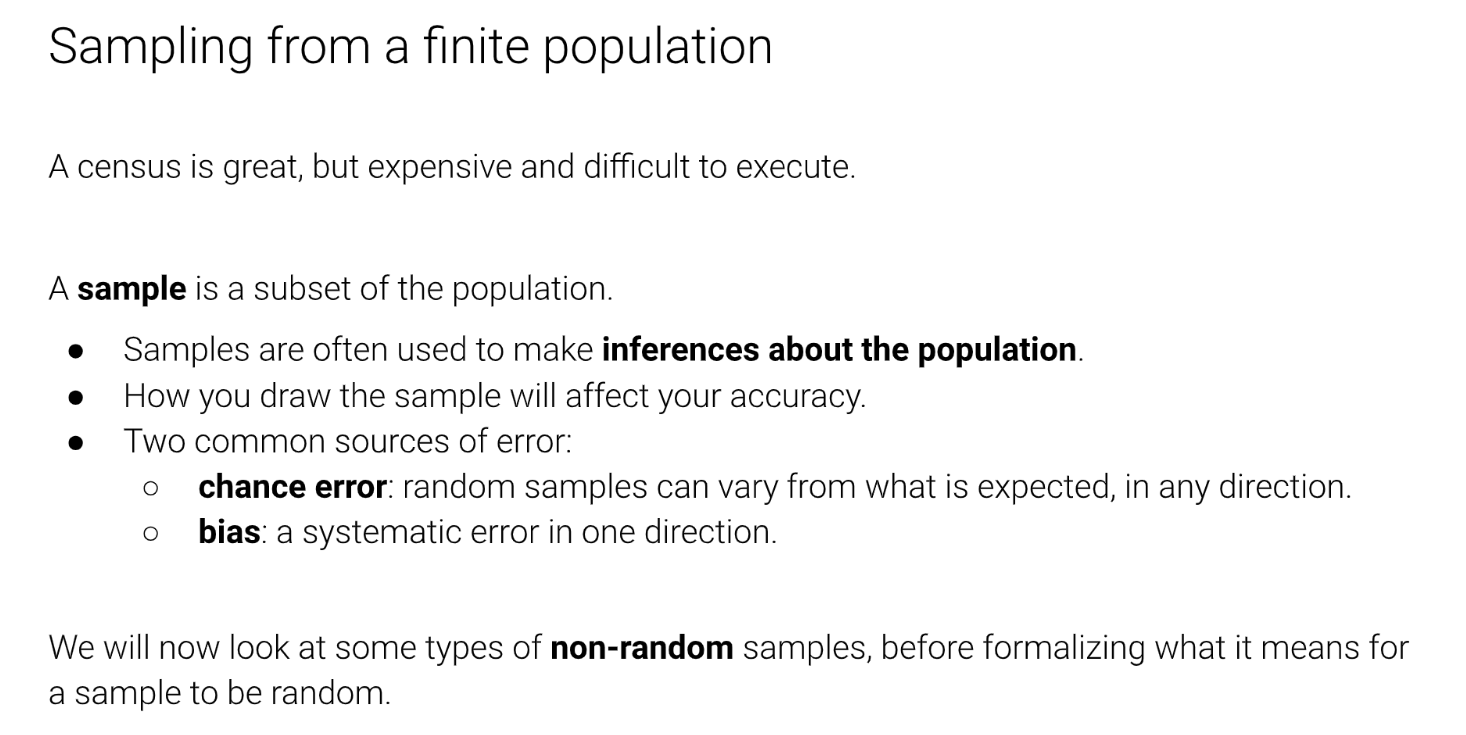 Sampling from a finite population
A census is great, but expensive and difficult to execute.
A sample is a subset of the population.
● Samples are often used to make inferences about the population.
● How you draw the sample will affect your accuracy.
● Two common sources of error:
○ chance error: random samples can vary from what is expected, in any direction.
○ bias: a systematic error in one direction.
We will now look at some types of non-random samples, before formalizing what it means for
a sample to be random.